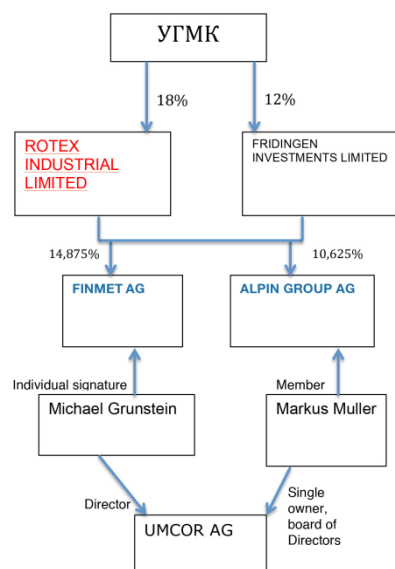 УГМК
18%
12%
ROTEX
INDUSTRIAL
LIMITED
FRIDINGEN
INVESTMENTS LIMITED
14,875%
10,625%
FINMET AG
ALPIN GROUP AG
Individual signature
Member
Michael Grunstein
Markus Muller
Director
Single
owner,
board of
Directors
UMCOR AG